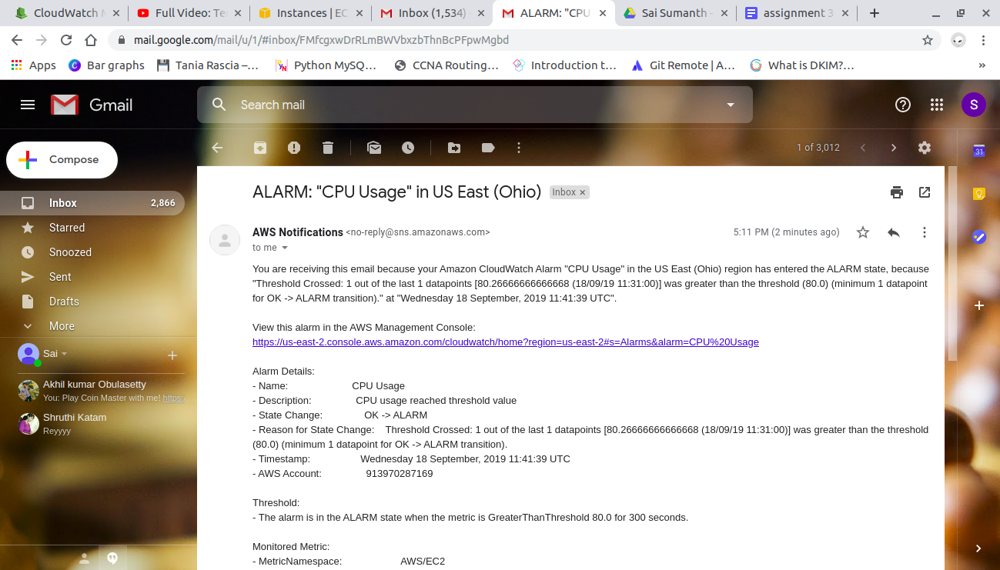 CloudWatch M
Full Video: Te
Instances | EC
Inbox (1,534) -
ALARM: "CPU
Sai Sumanth -
assignment 3
mail.google.com/mail/u/1/#inbox/FMfcgxwDrRLmBWVbxzbThnBcPFpwMgbd
Apps
Bar graphs
Tania Rascia –…
Python MySQ…
CCNA Routing…
Introduction t…
Git Remote | A…
What is DKIM?…
»
Gmail
Search mail
S
Compose
1 of 3,012
31
Inbox 2,866
Starred
Snoozed
Sent
Drafts
More
Sai
Akhil kumar Obulasetty
You: Play Coin Master with me! https:
Shruthi Katam
Reyyyy
ALARM: "CPU Usage" in US East (Ohio) Inbox ×
AWS Notifications <no-reply@sns.amazonaws.com> 5:11 PM (2 minutes ago)
to me
You are receiving this email because your Amazon CloudWatch Alarm "CPU Usage" in the US East (Ohio) region has entered the ALARM state, because
"Threshold Crossed: 1 out of the last 1 datapoints [80.26666666666668 (18/09/19 11:31:00)] was greater than the threshold (80.0) (minimum 1 datapoint
for OK -> ALARM transition)." at "Wednesday 18 September, 2019 11:41:39 UTC".
View this alarm in the AWS Management Console:
https://us-east-2.console.aws.amazon.com/cloudwatch/home?region=us-east-2#s=Alarms&alarm=CPU%20Usage
Alarm Details:
- Name: CPU Usage
- Description: CPU usage reached threshold value
- State Change: OK -> ALARM
- Reason for State Change: Threshold Crossed: 1 out of the last 1 datapoints [80.26666666666668 (18/09/19 11:31:00)] was greater than the threshold
(80.0) (minimum 1 datapoint for OK -> ALARM transition).
- Timestamp: Wednesday 18 September, 2019 11:41:39 UTC
- AWS Account: 913970287169
Threshold:
- The alarm is in the ALARM state when the metric is GreaterThanThreshold 80.0 for 300 seconds.
Monitored Metric:
- MetricNamespace: AWS/EC2